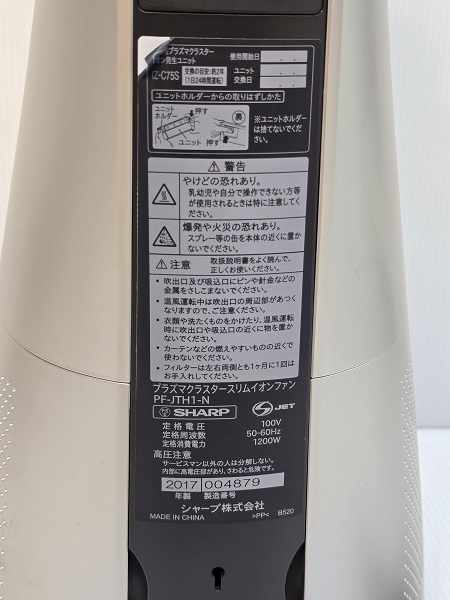 プラズマクラスター
イオン発生ユニット
使用開始日 . .
IZ-C75S
交換の目安:約2年
(1日24時間運転)
ユニット
交換日 . .
ユニットホルダーからの取りはずしかた
ユニット
ホルダー
押す
ユニット
押す
裏
※ユニットホルダー
は捨てないでくだ
さい。
⚠ 警告
やけどの恐れあり。
乳幼児や自分で操作できない方等
が使用されるときは特に注意してく
ださい。
爆発や火災の恐れあり。
スプレー等の缶を本体の近くに置か
ないでください。
⚠ 注意
取扱説明書をよく読んで、
正しくお使いください。
• 吹出口及び吸込口にピンや針金などの
金属をさしこまないでください。
• 温風運転中は吹出口の周辺部があつく
なりますので、ご注意ください。
• 衣類や洗たくものをかけたり、温風運転
時に吹出口や吸込口の近くに物を置か
ないでください。
• カーテンなどの燃えやすいものの近くで
使わないでください。
• フィルターは左右両側とも1ヶ月に1回は
お手入れしてください。
プラズマクラスタースリムイオンファン
PF-JTH1-N
SHARP
JET
定格電圧 100V
定格周波数 50-60Hz
定格消費電力 1200W
高圧注意
サービスマン以外の人は分解しない。
内部に高電圧部があり、さわると危険です。
2017 004879
年製 製造番号
シャープ株式会社
MADE IN CHINA >PP< B520